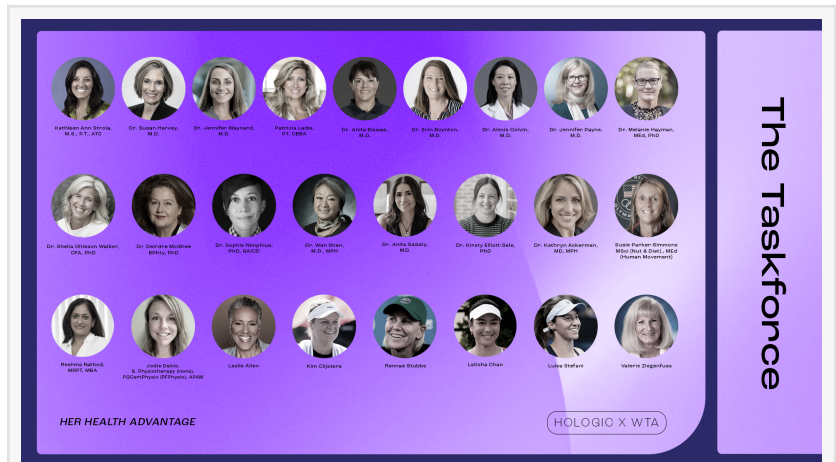 Kathleen Ann Stroia,
M.S., P.T., ATC
Dr. Susan Harvey,
M.D.
Dr. Jennifer Maynard,
M.D.
Patricia Ladis,
PT, CBBA
Dr. Anita Biswas,
M.D.
Dr. Erin Boynton,
M.D.
Dr. Alexis Colvin,
M.D.
Dr. Jennifer Payne,
M.D.
Dr. Melanie Hayman,
MEd, PhD
Dr. Sheila Ohlsson Walker,
CFA, PhD
Dr. Deirdre McGhee
BPhty, PhD
Dr. Sophia Nimphius,
PhD, GAICD
Dr. Wen Shen,
M.D., MPH
Dr. Anita Sadaty,
M.D.
Dr. Kirsty Elliott-Sale,
PhD
Dr. Kathryn Ackerman,
MD, MPH
Susie Parker-Simmons
MSci (Nut & Diet)., MEd
(Human Movement)
Reshma Rathod,
MSPT, MBA
Jodie Dakic,
B. Physiotherapy (Hons),
PGCertPhysio (PFPhysio), APAM
Leslie Allen
Kim Clijsters
Rennae Stubbs
Latisha Chan
Luisa Stefani
Valerie Ziegenfuss
HER HEALTH ADVANTAGE
HOLOGIC X WTA
The Taskforce